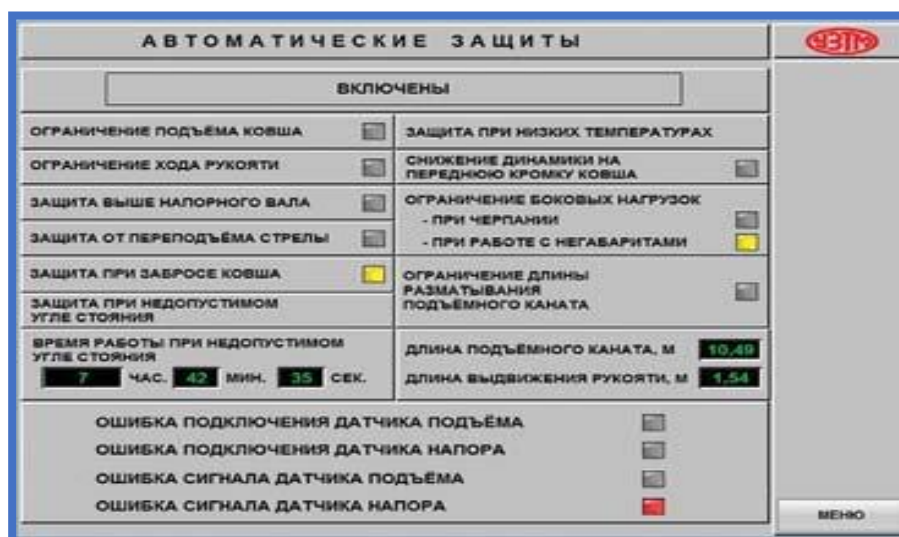 АВТОМАТИЧЕСКИЕ ЗАЩИТЫ
УЗТМ
ВКЛЮЧЕНЫ
ОГРАНИЧЕНИЕ ПОДЪЁМА КОВША
ОГРАНИЧЕНИЕ ХОДА РУКОЯТИ
ЗАЩИТА ВЫШЕ НАПОРНОГО ВАЛА
ЗАЩИТА ОТ ПЕРЕПОДЪЁМА СТРЕЛЫ
ЗАЩИТА ПРИ ЗАБРОСЕ КОВША
ЗАЩИТА ПРИ НЕДОПУСТИМОМ
УГЛЕ СТОЯНИЯ
ВРЕМЯ РАБОТЫ ПРИ НЕДОПУСТИМОМ
УГЛЕ СТОЯНИЯ
7 ЧАС. 42 МИН. 35 СЕК.
ЗАЩИТА ПРИ НИЗКИХ ТЕМПЕРАТУРАХ
СНИЖЕНИЕ ДИНАМИКИ НА
ПЕРЕДНЮЮ КРОМКУ КОВША
ОГРАНИЧЕНИЕ БОКОВЫХ НАГРУЗОК
- ПРИ ЧЕРПАНИИ
- ПРИ РАБОТЕ С НЕГАБАРИТАМИ
ОГРАНИЧЕНИЕ ДЛИНЫ
РАЗМАТЫВАНИЯ
ПОДЪЁМНОГО КАНАТА
ДЛИНА ПОДЪЁМНОГО КАНАТА, М 10,49
ДЛИНА ВЫДВИЖЕНИЯ РУКОЯТИ, М 1,54
ОШИБКА ПОДКЛЮЧЕНИЯ ДАТЧИКА ПОДЪЁМА
ОШИБКА ПОДКЛЮЧЕНИЯ ДАТЧИКА НАПОРА
ОШИБКА СИГНАЛА ДАТЧИКА ПОДЪЁМА
ОШИБКА СИГНАЛА ДАТЧИКА НАПОРА
МЕНЮ